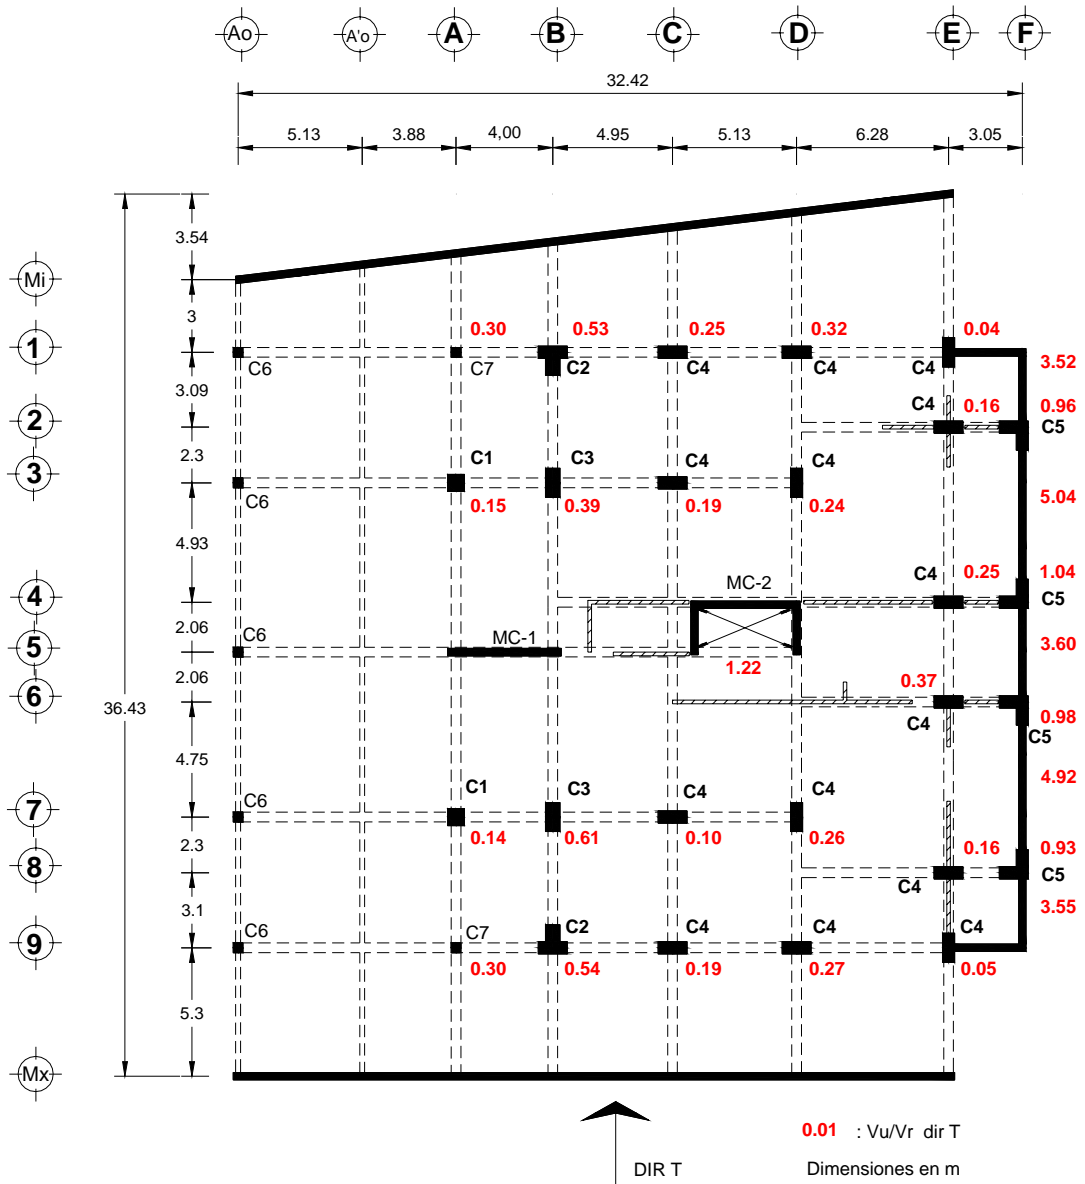 Ao A'o A B C D E F
32.42
5.13 3.88 4,00 4.95 5.13 6.28 3.05
3.54
Mi
3
0.30 0.53 0.25 0.32 0.04
1
C6 C7 C2 C4 C4 C4 3.52
3.09
C4 0.16 0.96
2
C5
2.3
C1 C3 C4 C4
3
C6 0.15 0.39 0.19 0.24 5.04
4.93
C4 0.25 1.04
MC-2
4
C5
2.06
C6 MC-1 3.60
5
1.22
2.06
0.37
6
36.43
C4 0.98
C5
4.75
4.92
C1 C3 C4 C4
7
C6
0.14 0.61 0.10 0.26
2.3
0.16 0.93
8
C4 C5
3.1
3.55
C6 C7 C2 C4 C4 C4
9
0.30 0.54 0.19 0.27 0.05
5.3
Mx
0.01 : Vu/Vr dir T
DIR T
Dimensiones en m